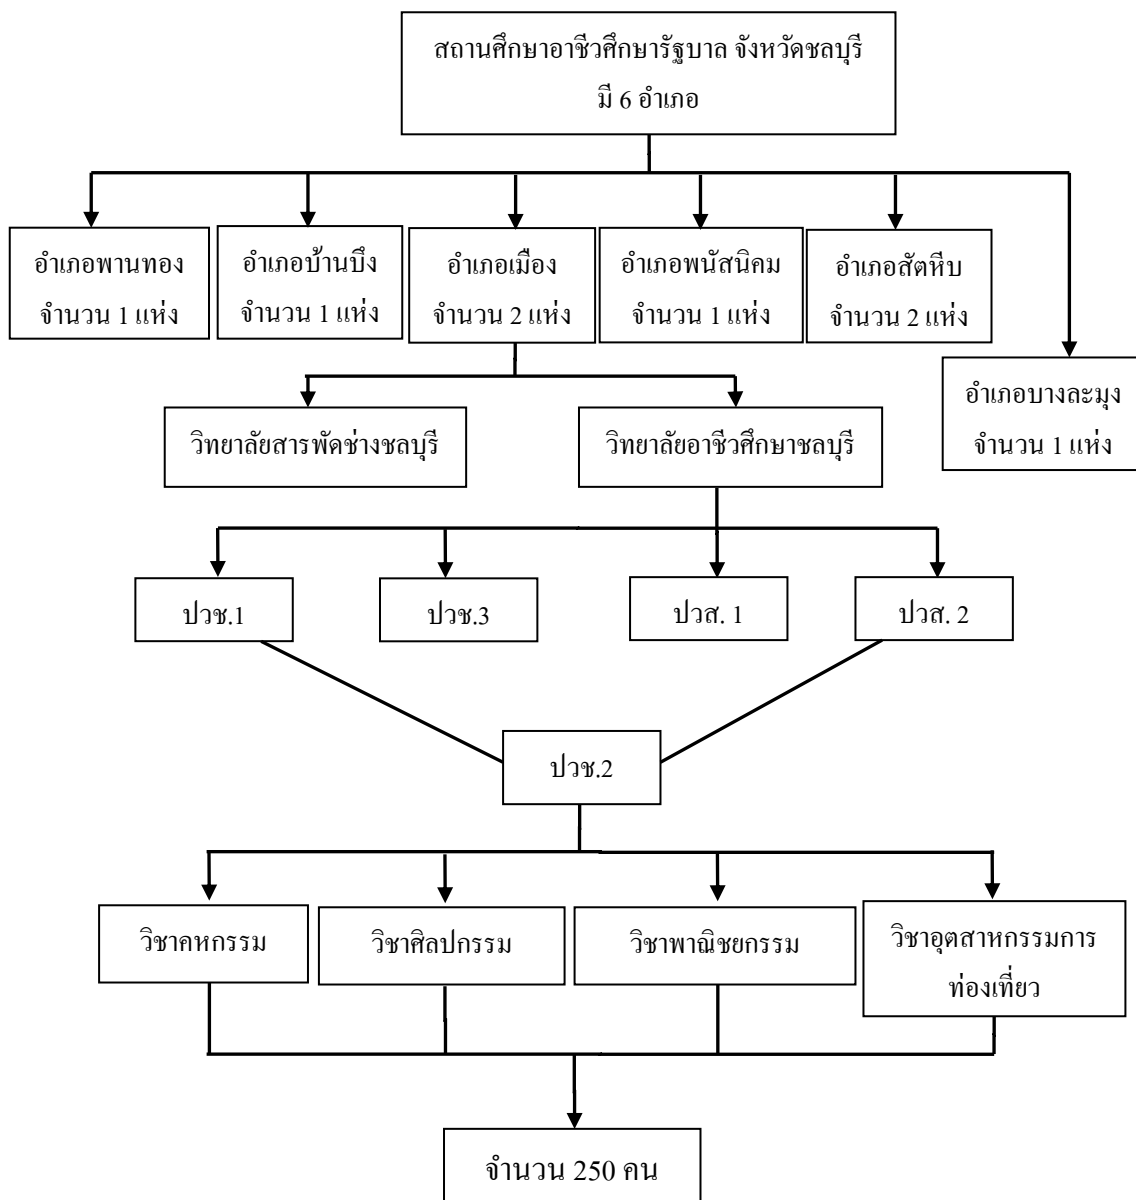 สถานศึกษาอาชีวศึกษารัฐบาล จังหวัดชลบุรี
มี 6 อำเภอ
อำเภอพานทอง
จำนวน 1 แห่ง
อำเภอบ้านบึง
จำนวน 1 แห่ง
อำเภอเมือง
จำนวน 2 แห่ง
อำเภอพนัสนิคม
จำนวน 1 แห่ง
อำเภอสัตหีบ
จำนวน 2 แห่ง
อำเภอบางละมุง
จำนวน 1 แห่ง
วิทยาลัยสารพัดช่างชลบุรี
วิทยาลัยอาชีวศึกษาชลบุรี
ปวช.1
ปวช.3
ปวส. 1
ปวส. 2
ปวช.2
วิชาคหกรรม
วิชาศิลปกรรม
วิชาพาณิชยกรรม
วิชาอุตสาหกรรมการ
ท่องเที่ยว
จำนวน 250 คน